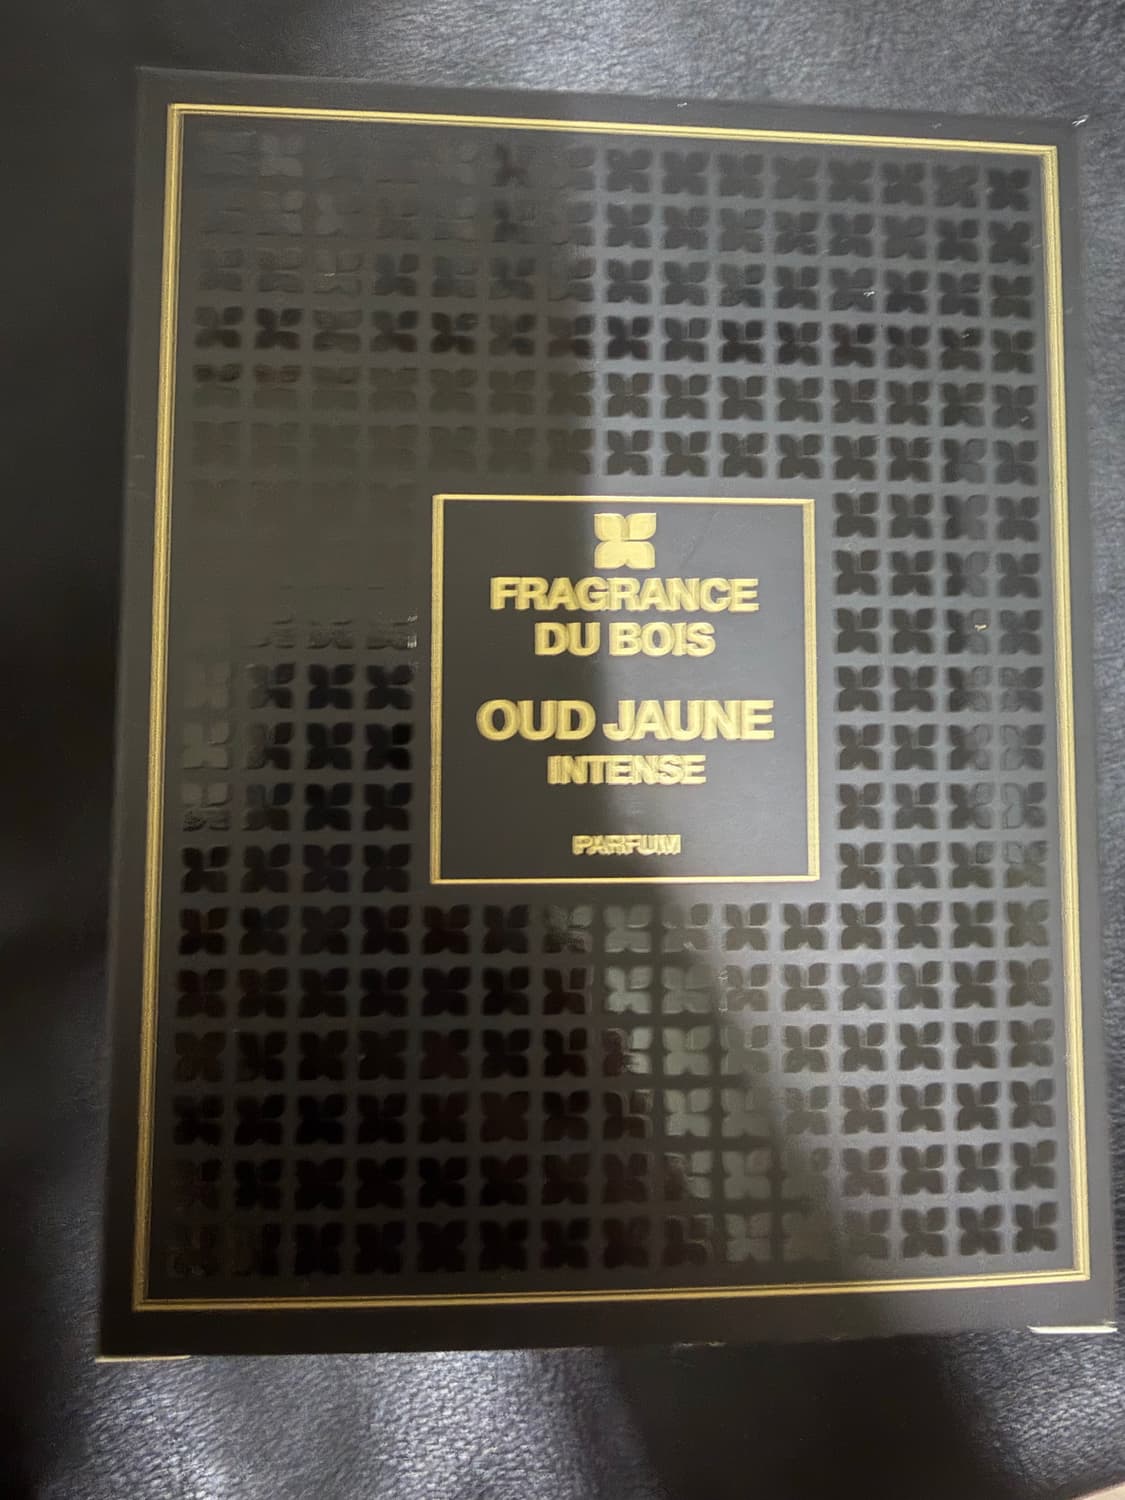 FRAGRANCE
DU BOIS
OUD JAUNE
INTENSE
PARFUM